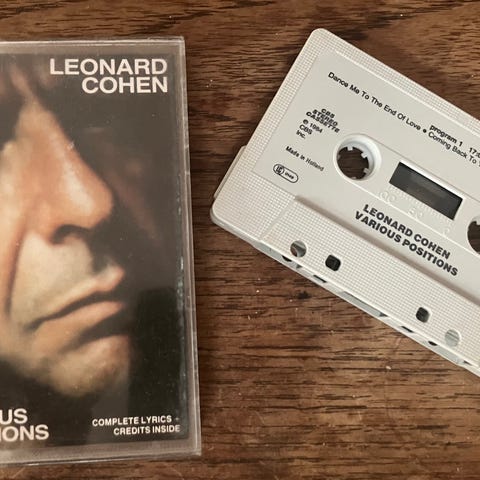 LEONARD
COHEN
US
IONS
COMPLETE LYRICS +
CREDITS INSIDE
Dance Me To The End Of Love •
program 1 17:
Coming Back To
CBS
STEREO
CASSETTE
℗ 1984
CBS
Inc.
Made in Holland
LEONARD COHEN
VARIOUS POSITIONS